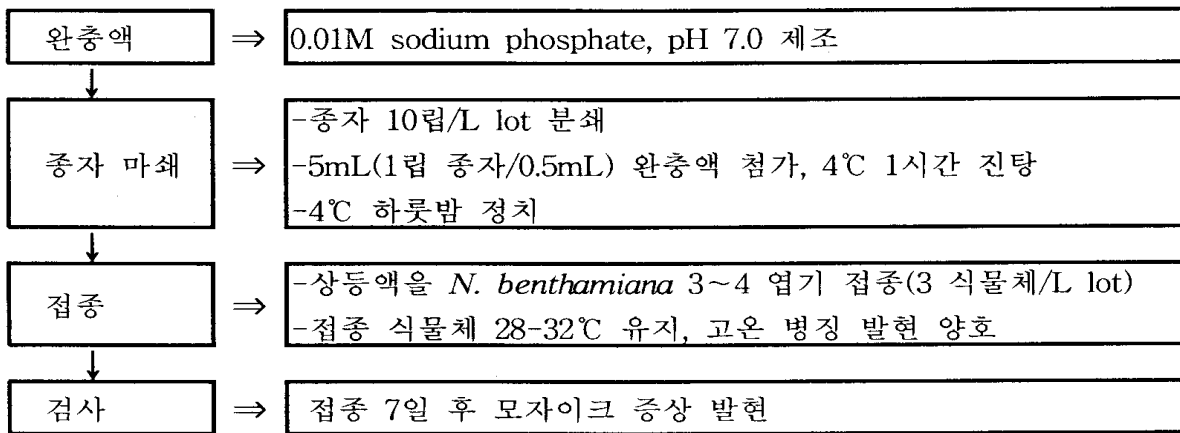 완충액 ⇒ 0.01M sodium phosphate, pH 7.0 제조
↓
종자 마쇄 ⇒ -종자 10립/L lot 분쇄
-5mL(1립 종자/0.5mL) 완충액 첨가, 4℃ 1시간 진탕
-4℃ 하룻밤 정치
↓
접종 ⇒ -상등액을 N. benthamiana 3~4 엽기 접종(3 식물체/L lot)
-접종 식물체 28-32℃ 유지, 고온 병징 발현 양호
↓
검사 ⇒ 접종 7일 후 모자이크 증상 발현